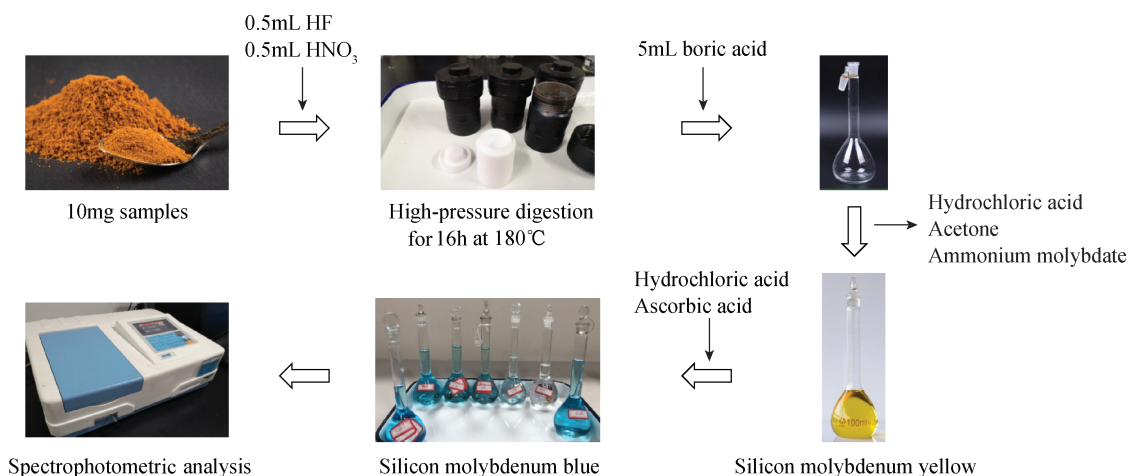 0.5mL HF
0.5mL HNO₃
5mL boric acid
10mg samples
High-pressure digestion
for 16h at 180℃
Hydrochloric acid
Acetone
Ammonium molybdate
Hydrochloric acid
Ascorbic acid
100ml
Spectrophotometric analysis
Silicon molybdenum blue
Silicon molybdenum yellow